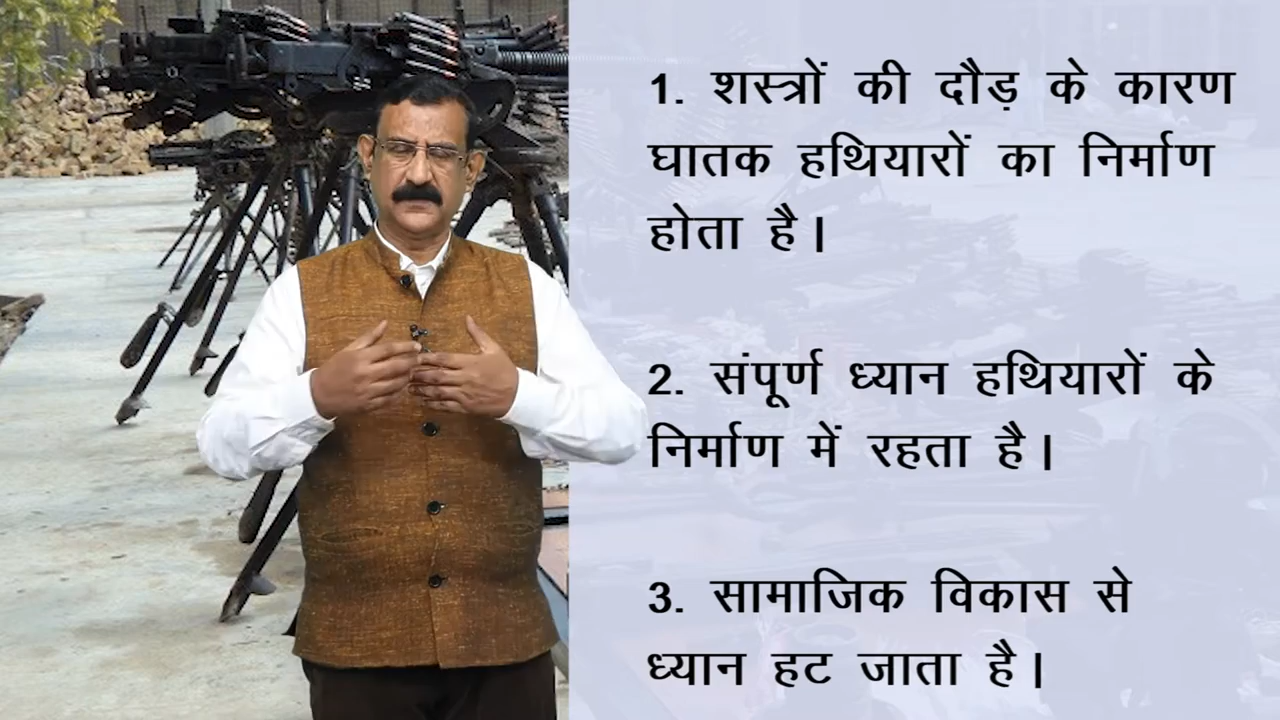 1. शस्त्रों की दौड़ के कारण
घातक हथियारों का निर्माण
होता है।
2. संपूर्ण ध्यान हथियारों के
निर्माण में रहता है।
3. सामाजिक विकास से
ध्यान हट जाता है।